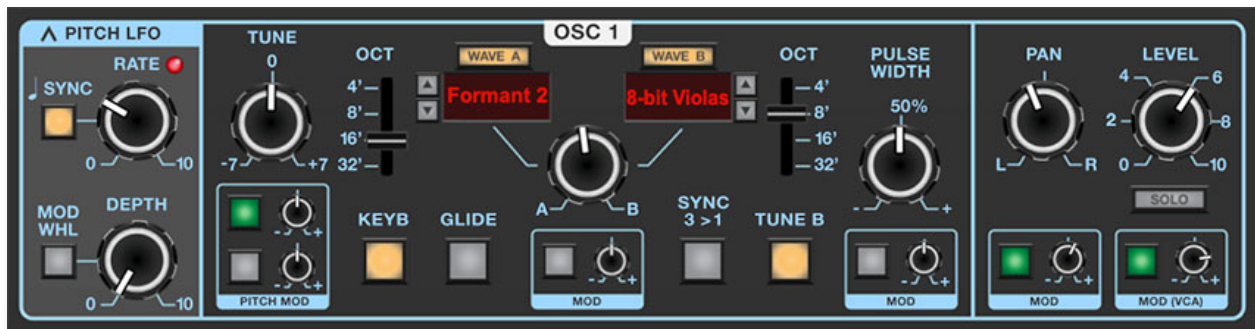 PITCH LFO
RATE
SYNC
0 10
MOD
WHL
DEPTH
0 10
OSC 1
TUNE
0
-7 +7
PITCH MOD
- +
- +
OCT
4'
8'
16'
32'
WAVE A
Formant 2
WAVE B
8-bit Violas
A B
OCT
4'
8'
16'
32'
KEYB
GLIDE
MOD
- +
SYNC
3 >1
TUNE B
PULSE
WIDTH
50%
- +
MOD
- +
PAN
L R
MOD
- +
LEVEL
4 6
2 8
0 10
SOLO
MOD (VCA)
- +